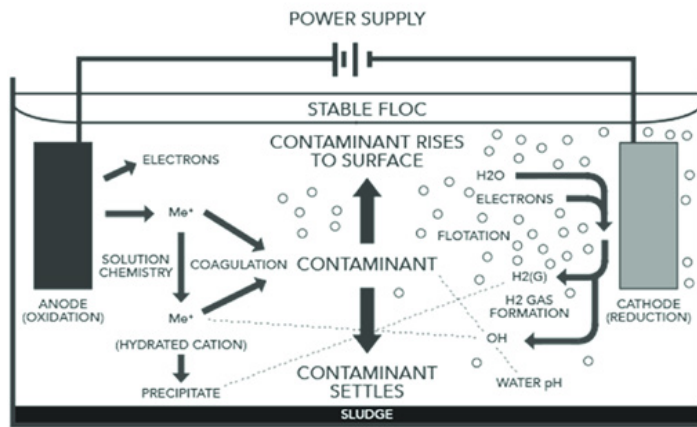 POWER SUPPLY
STABLE FLOC
CONTAMINANT RISES
TO SURFACE
ELECTRONS
Me⁺
SOLUTION
CHEMISTRY
COAGULATION
CONTAMINANT
FLOTATION
H2O
ELECTRONS
H2(G)
H2 GAS
FORMATION
ANODE
(OXIDATION)
CATHODE
(REDUCTION)
Me⁺
(HYDRATED CATION)
OH
PRECIPITATE
CONTAMINANT
SETTLES
WATER pH
SLUDGE